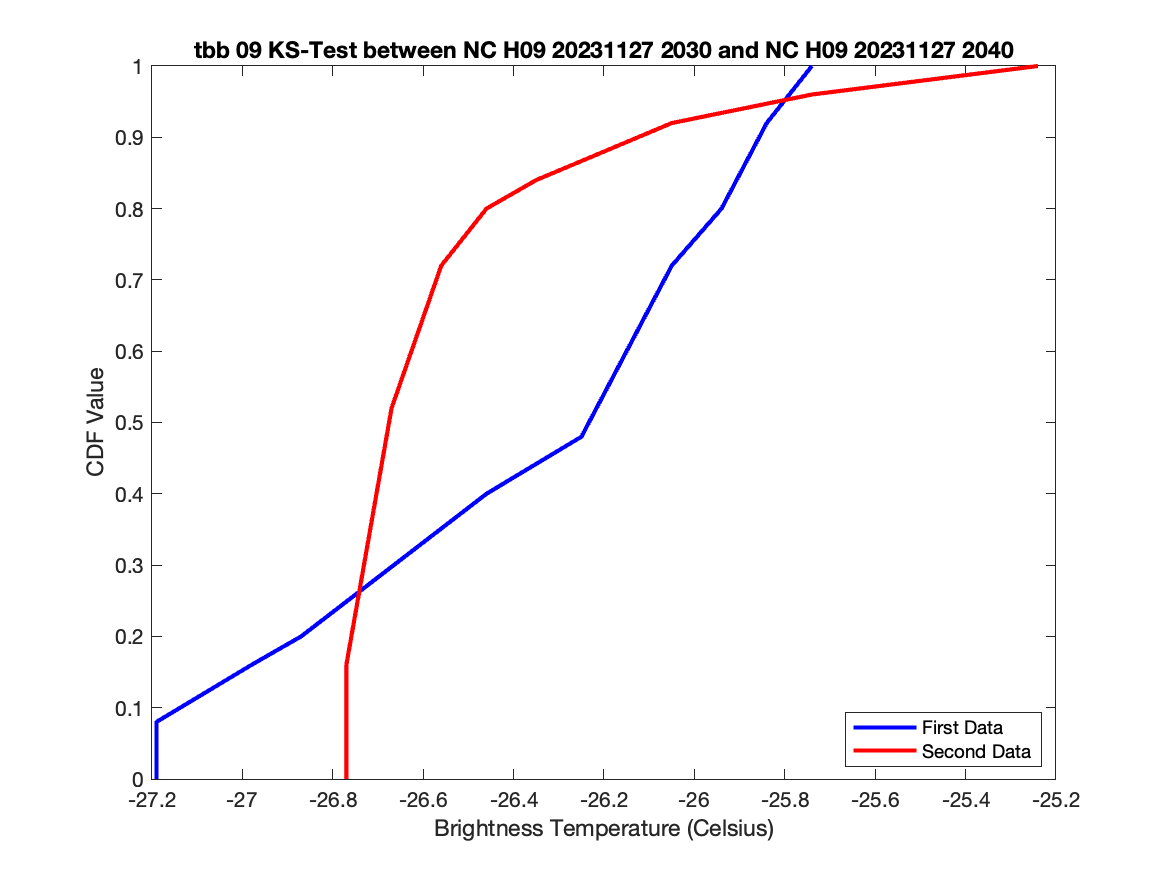 tbb 09 KS-Test between NC H09 20231127 2030 and NC H09 20231127 2040
1
0.9
0.8
0.7
0.6
0.5
0.4
0.3
0.2
0.1
0
CDF Value
First Data
Second Data
-27.2 -27 -26.8 -26.6 -26.4 -26.2 -26 -25.8 -25.6 -25.4 -25.2
Brightness Temperature (Celsius)